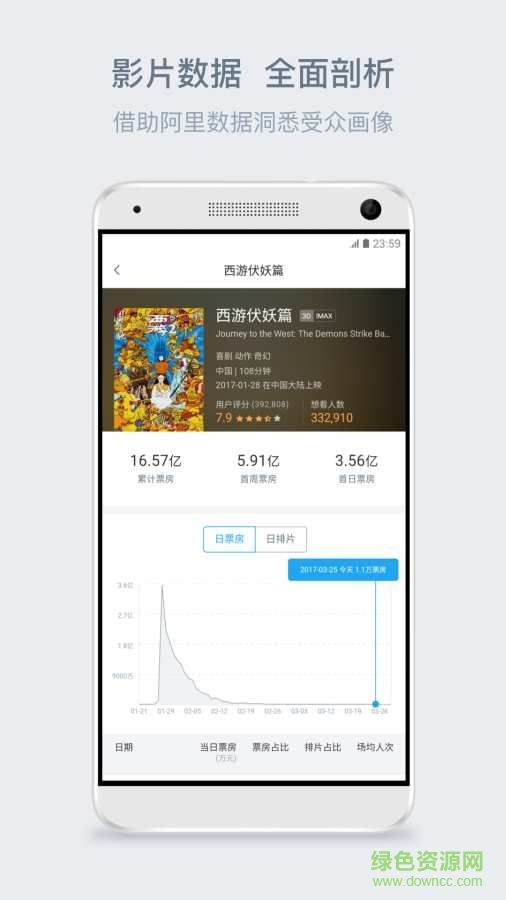 影片数据 全面剖析
借助阿里数据洞悉受众画像
23:59
西游伏妖篇
西游2
西游伏妖篇 3D IMAX
Journey to the West: The Demons Strike Ba...
喜剧 动作 奇幻
中国 | 108分钟
2017-01-28 在中国大陆上映
用户评分 (392,808) 想看人数
7.9 332,910
16.57亿 5.91亿 3.56亿
累计票房 首周票房 首日票房
日票房 日排片
2017-03-25 今天 1.1万票房
3.6亿
2.7亿
1.8亿
9000万
01-21 01-29 02-05 02-12 02-19 02-26 03-03 03-12 03-19 03-26
日期 当日票房 票房占比 排片占比 场均人次
(万元)
绿色资源网
www.downcc.com